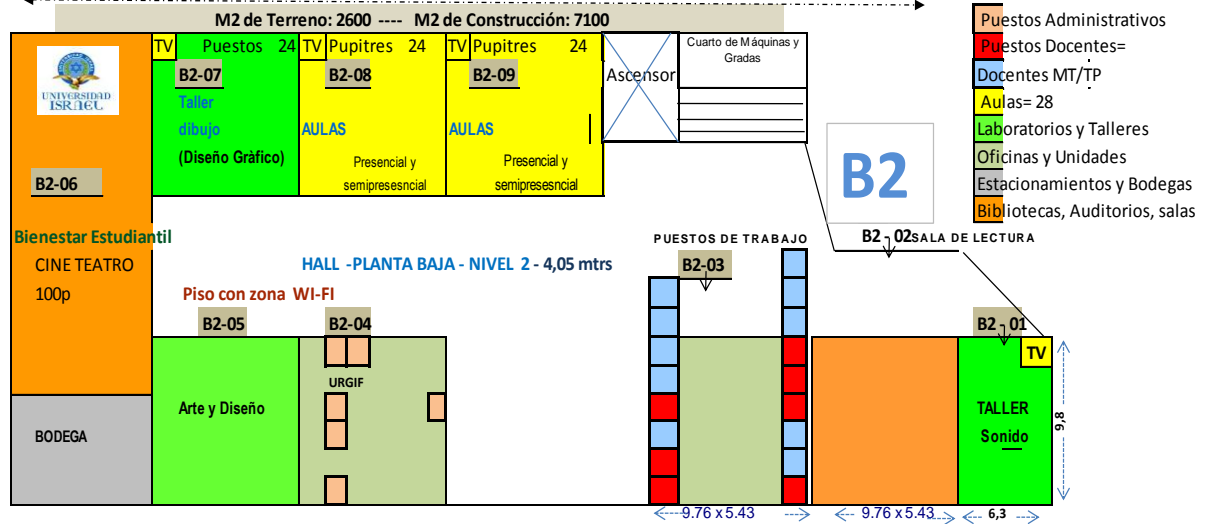 M2 de Terreno: 2600 ---- M2 de Construcción: 7100
UNIVERSIDAD
ISRAEL
TV Puestos 24
B2-07
Taller
dibujo
(Diseño Gràfico)
TV Pupitres 24
B2-08
AULAS
Presencial y
semipresesncial
TV Pupitres 24
B2-09
AULAS
Presencial y
semipresesncial
Ascensor
Cuarto de Máquinas y
Gradas
B2
Puestos Administrativos
Puestos Docentes=
Docentes MT/TP
Aulas= 28
Laboratorios y Talleres
Oficinas y Unidades
Estacionamientos y Bodegas
Bibliotecas, Auditorios, salas
B2-06
Bienestar Estudiantil
CINE TEATRO
100p
BODEGA
HALL -PLANTA BAJA - NIVEL 2 - 4,05 mtrs
Piso con zona WI-FI
PUESTOS DE TRABAJO
B2-03
B2 - 02 SALA DE LECTURA
B2-05
Arte y Diseño
B2-04
URGIF
B2 - 01
TV
TALLER
Sonido
9,8
9.76 x 5.43
9.76 x 5.43
6,3